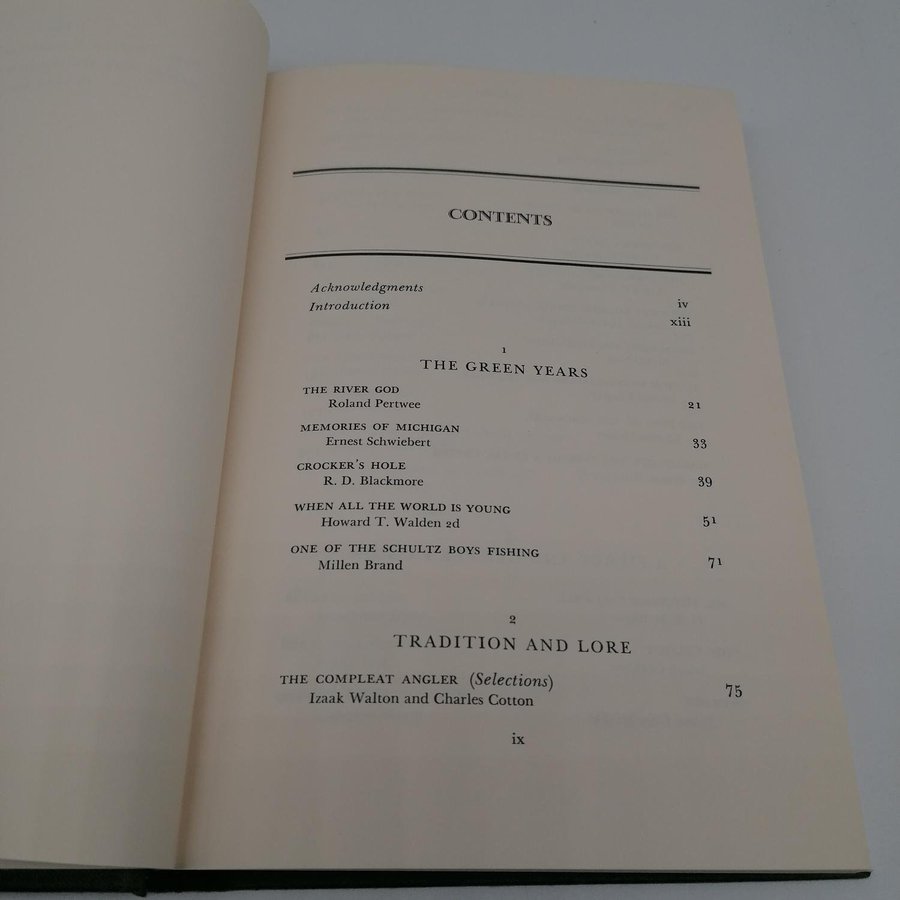 CONTENTS
Acknowledgments iv
Introduction xiii
1
THE GREEN YEARS
THE RIVER GOD
Roland Pertwee 21
MEMORIES OF MICHIGAN
Ernest Schwiebert 33
CROCKER'S HOLE
R. D. Blackmore 39
WHEN ALL THE WORLD IS YOUNG
Howard T. Walden 2d 51
ONE OF THE SCHULTZ BOYS FISHING
Millen Brand 71
2
TRADITION AND LORE
THE COMPLEAT ANGLER (Selections)
Izaak Walton and Charles Cotton 75
ix